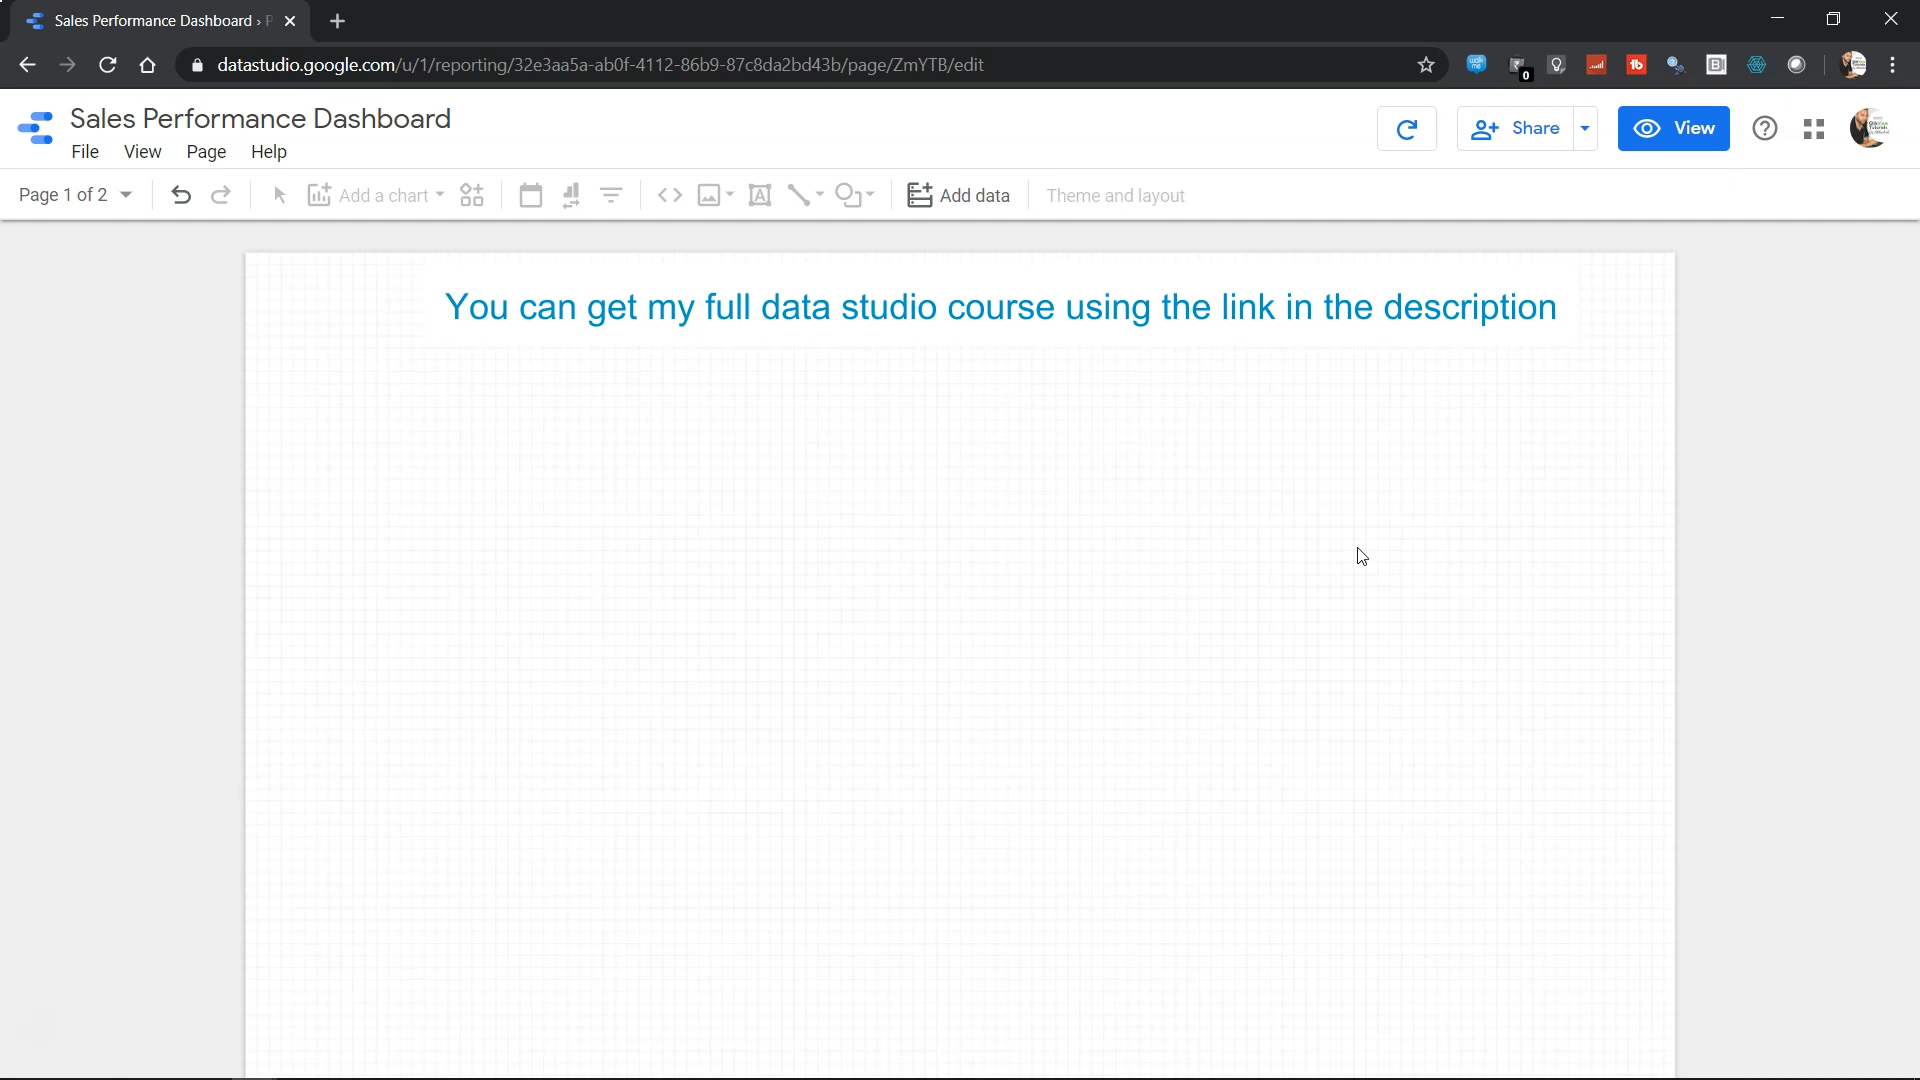 Sales Performance Dashboard › P
datastudio.google.com/u/1/reporting/32e3aa5a-ab0f-4112-86b9-87c8da2bd43b/page/ZmYTB/edit
0
Sales Performance Dashboard
File View Page Help
Share
View
Page 1 of 2
Add a chart
Add data
Theme and layout
You can get my full data studio course using the link in the description